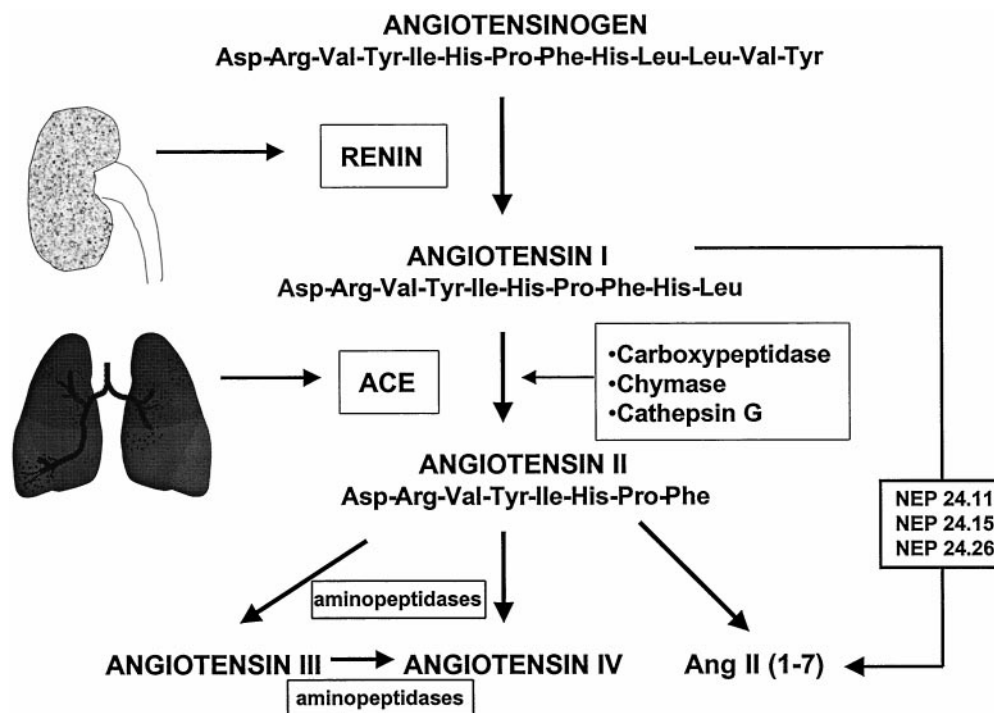 ANGIOTENSINOGEN
Asp-Arg-Val-Tyr-Ile-His-Pro-Phe-His-Leu-Leu-Val-Tyr
RENIN
ANGIOTENSIN I
Asp-Arg-Val-Tyr-Ile-His-Pro-Phe-His-Leu
ACE
•Carboxypeptidase
•Chymase
•Cathepsin G
ANGIOTENSIN II
Asp-Arg-Val-Tyr-Ile-His-Pro-Phe
NEP 24.11
NEP 24.15
NEP 24.26
aminopeptidases
ANGIOTENSIN III
ANGIOTENSIN IV
Ang II (1-7)
aminopeptidases